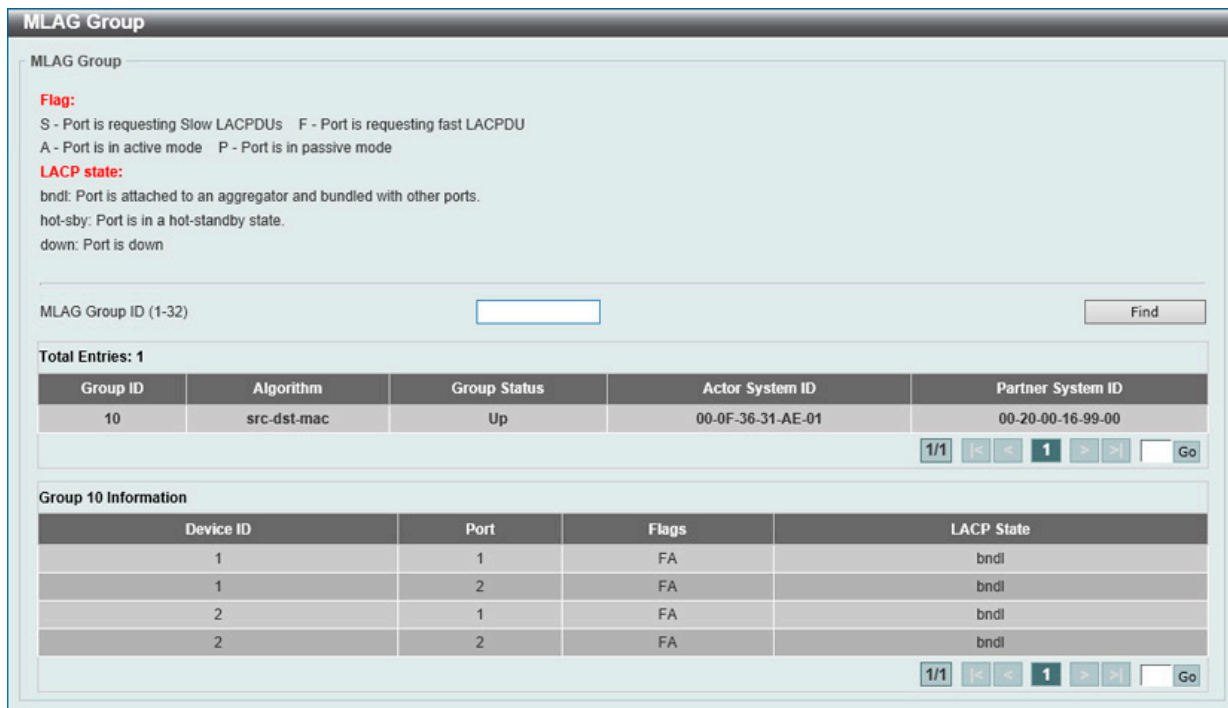 MLAG Group
MLAG Group
Flag:
S - Port is requesting Slow LACPDUs F - Port is requesting fast LACPDU
A - Port is in active mode P - Port is in passive mode
LACP state:
bndl: Port is attached to an aggregator and bundled with other ports.
hot-sby: Port is in a hot-standby state.
down: Port is down
MLAG Group ID (1-32) Find
Total Entries: 1
Group ID Algorithm Group Status Actor System ID Partner System ID
10 src-dst-mac Up 00-0F-36-31-AE-01 00-20-00-16-99-00
1/1 |< < 1 > >| Go
Group 10 Information
Device ID Port Flags LACP State
1 1 FA bndl
1 2 FA bndl
2 1 FA bndl
2 2 FA bndl
1/1 |< < 1 > >| Go